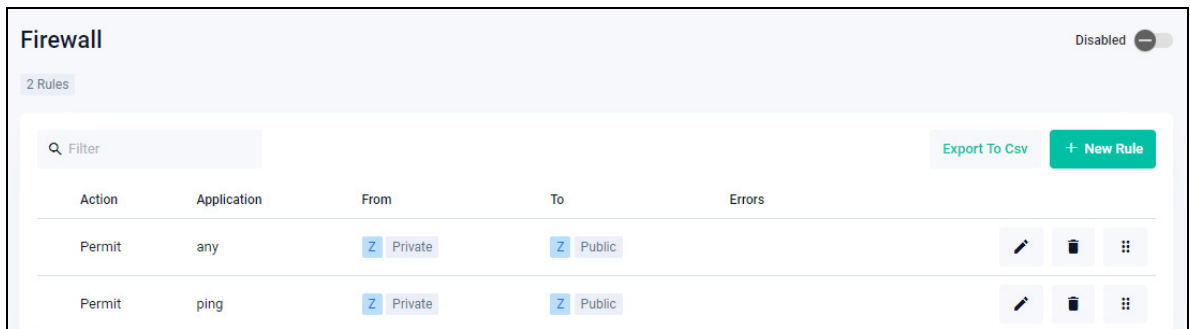 Firewall
Disabled
2 Rules
Filter
Export To Csv
+ New Rule
Action Application From To Errors
Permit any Z Private Z Public
Permit ping Z Private Z Public